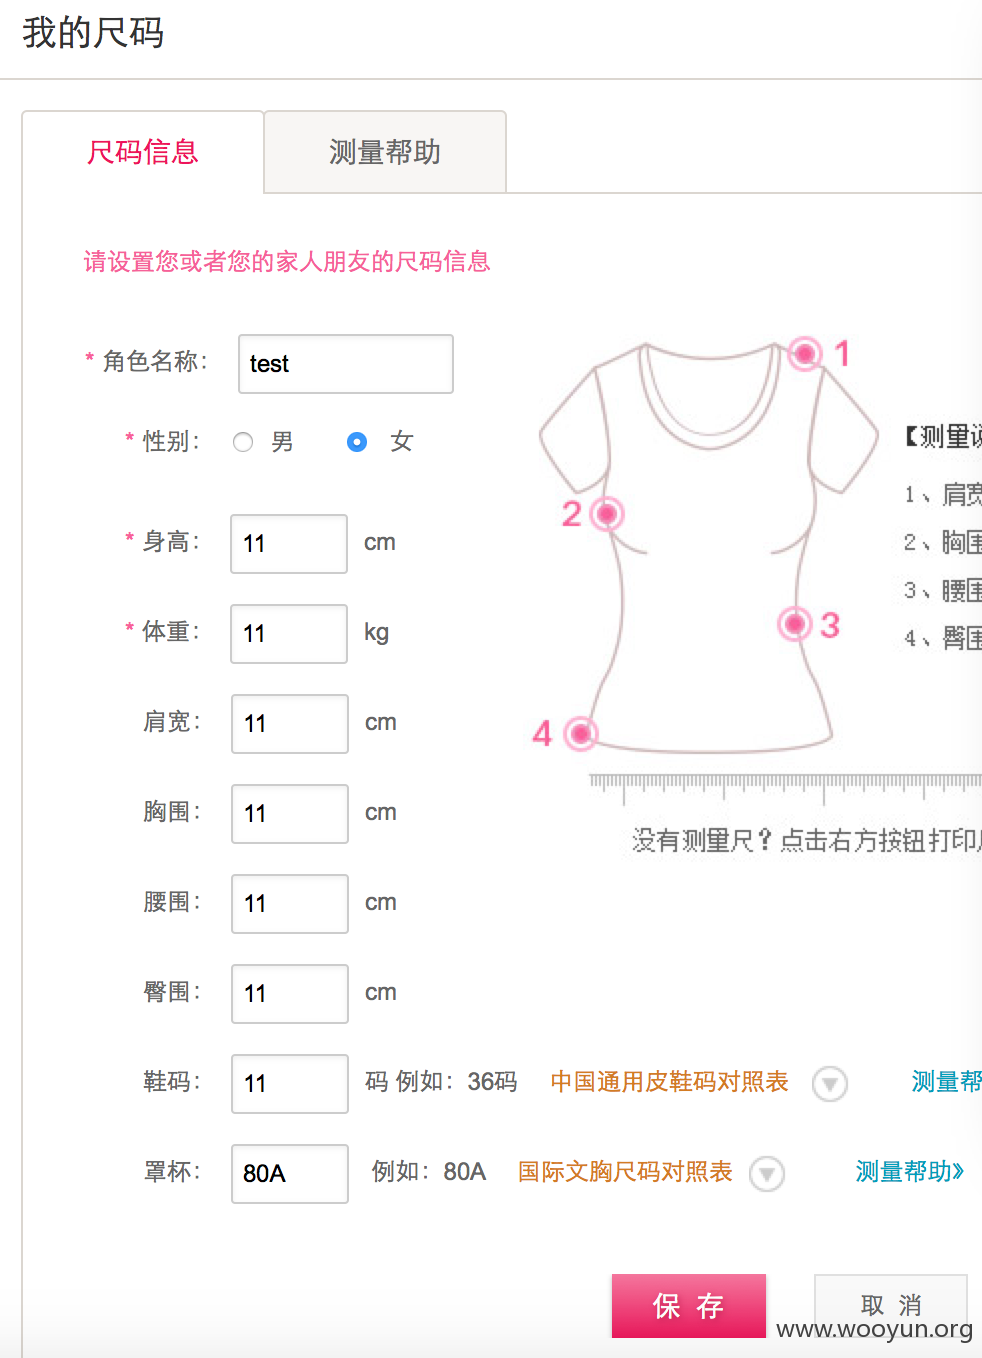 我的尺码
尺码信息
测量帮助
请设置您或者您的家人朋友的尺码信息
* 角色名称： test
* 性别： 男 女
* 身高： 11 cm
* 体重： 11 kg
肩宽： 11 cm
胸围： 11 cm
腰围： 11 cm
臀围： 11 cm
鞋码： 11 码 例如：36码 中国通用皮鞋码对照表 测量帮
罩杯： 80A 例如：80A 国际文胸尺码对照表 测量帮助》
1
2
3
4
【测量
1、肩宽
2、胸围
3、腰围
4、臀围
没有测量尺？点击右方按钮打印
保 存
取 消
www.wooyun.org